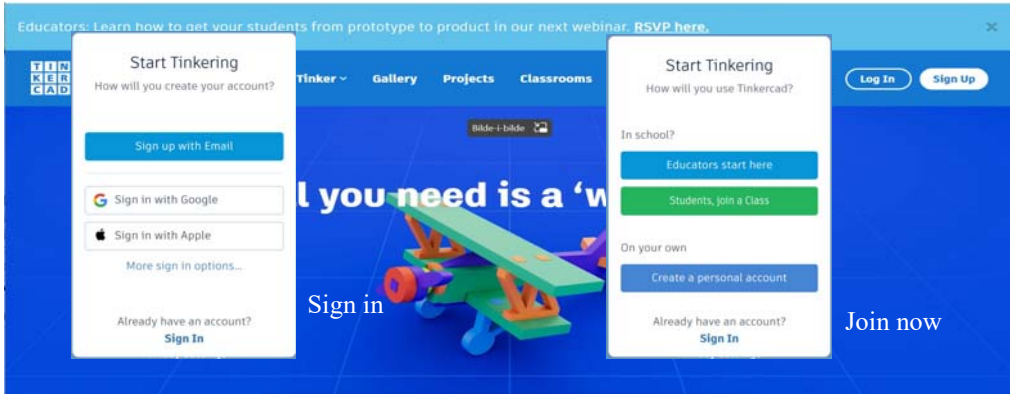 Educators: Learn how to get your students from prototype to product in our next webinar. RSVP here. ×
TIN
KER
CAD
Tinker Gallery Projects Classrooms
Log In Sign Up
Start Tinkering
How will you create your account?
Sign up with Email
Sign in with Google
Sign in with Apple
More sign in options...
Already have an account?
Sign In
Bilde-i-bilde
l you need is a ‘w
Sign in
Start Tinkering
How will you use Tinkercad?
In school?
Educators start here
Students, join a Class
On your own
Create a personal account
Already have an account?
Sign In
Join now